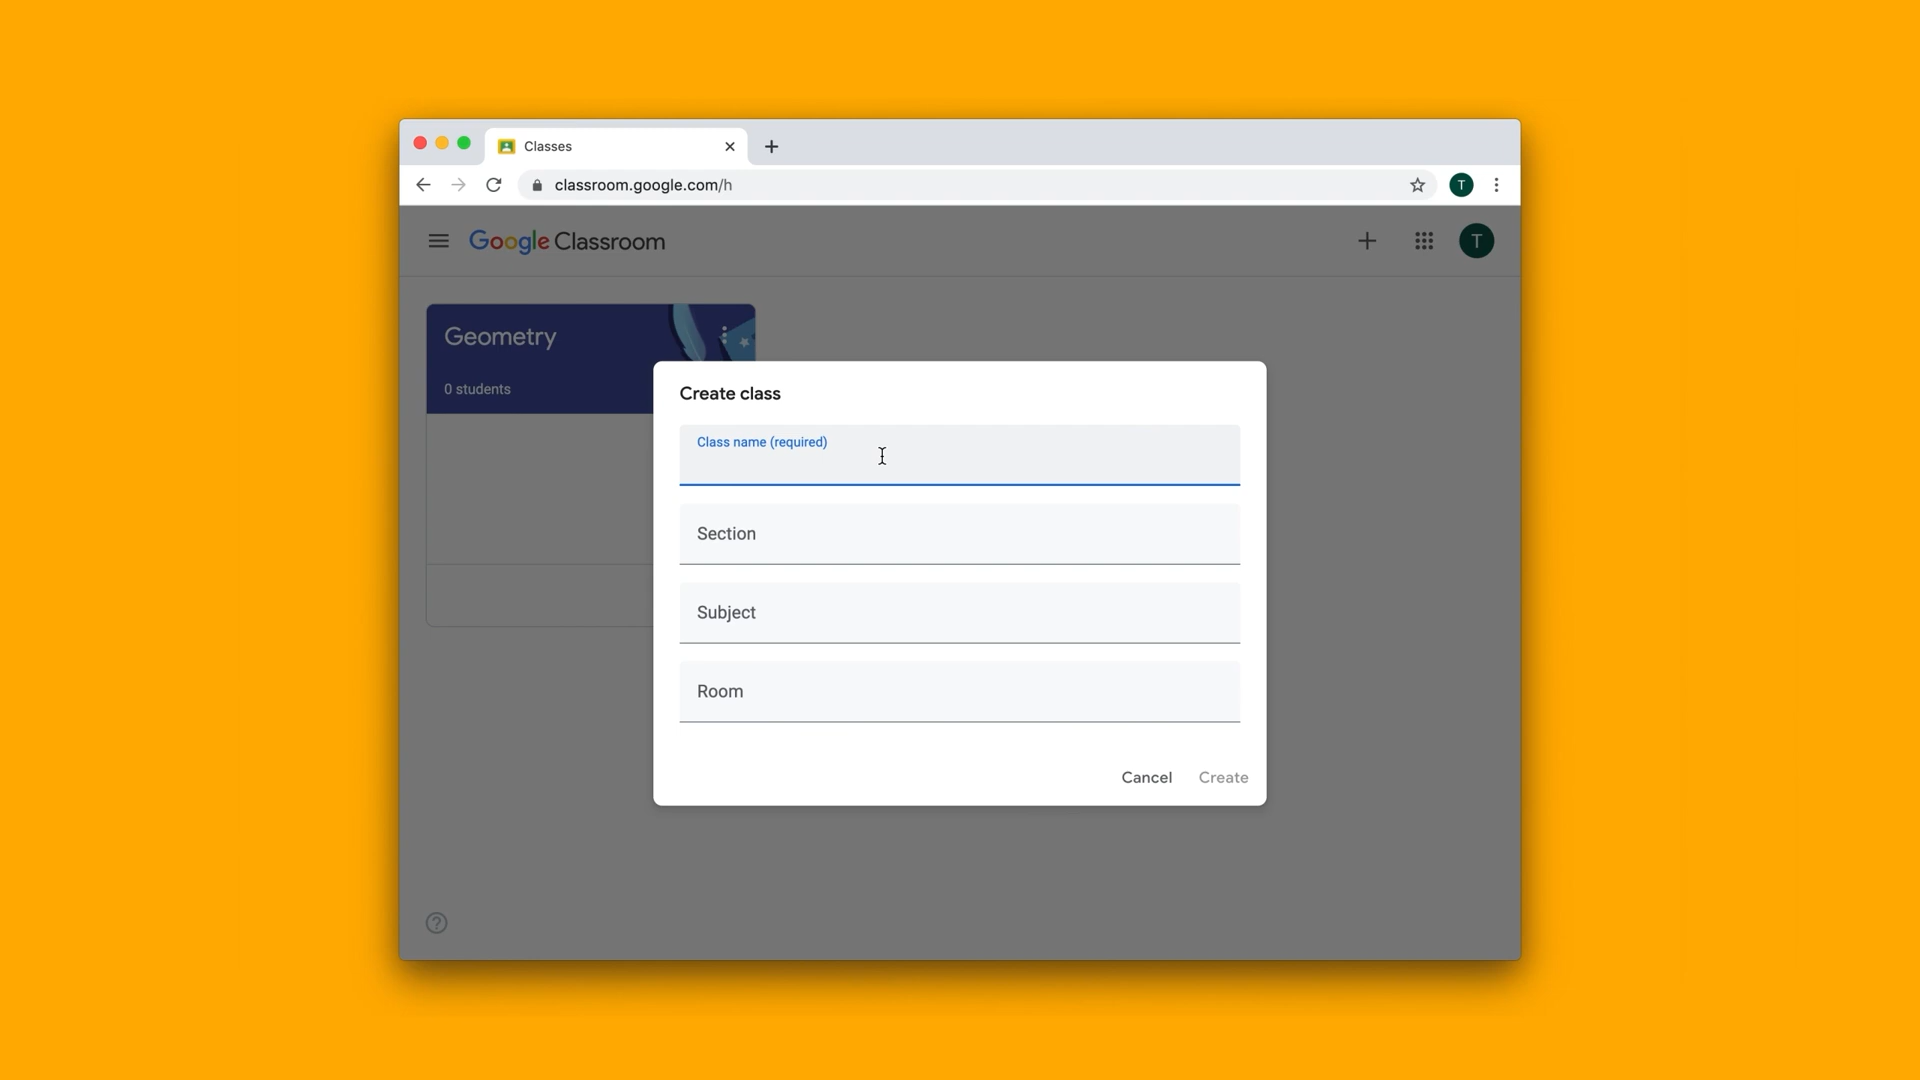 Classes
classroom.google.com/h
T
Google Classroom
T
Geometry
0 students
Create class
Class name (required)
Section
Subject
Room
Cancel Create